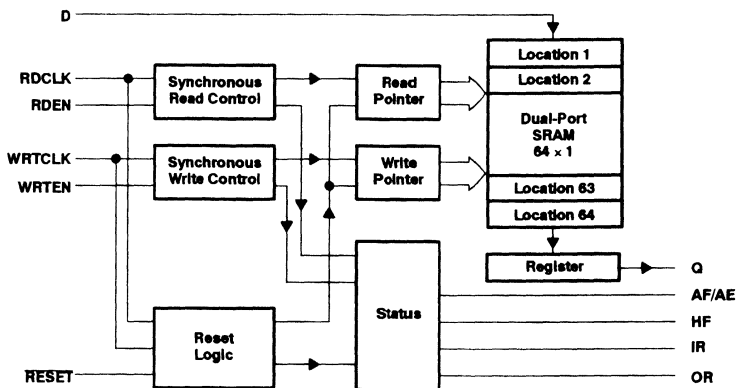 D
Location 1
Location 2
Dual-Port
SRAM
64 × 1
Location 63
Location 64
RDCLK
RDEN
Synchronous
Read Control
Read
Pointer
WRTCLK
WRTEN
Synchronous
Write Control
Write
Pointer
Register
Q
Status
AF/AE
HF
IR
OR
Reset
Logic
RESET